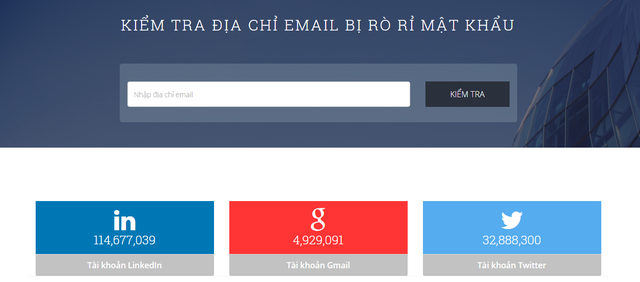 KIỂM TRA ĐỊA CHỈ EMAIL BỊ RÒ RỈ MẬT KHẨU
Nhập địa chỉ email
KIỂM TRA
in
114,677,039
Tài khoản LinkedIn
g
4,929,091
Tài khoản Gmail
32,888,300
Tài khoản Twitter